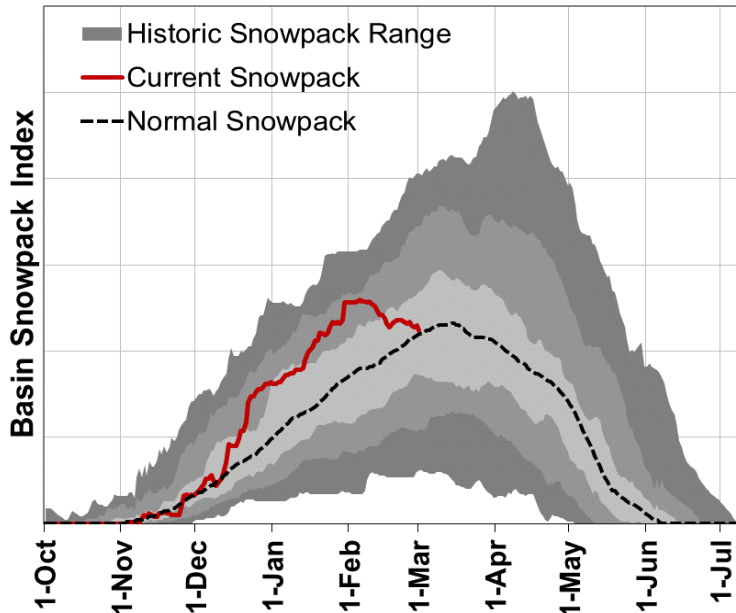 Historic Snowpack Range
Current Snowpack
Normal Snowpack
Basin Snowpack Index
1-Oct
1-Nov
1-Dec
1-Jan
1-Feb
1-Mar
1-Apr
1-May
1-Jun
1-Jul